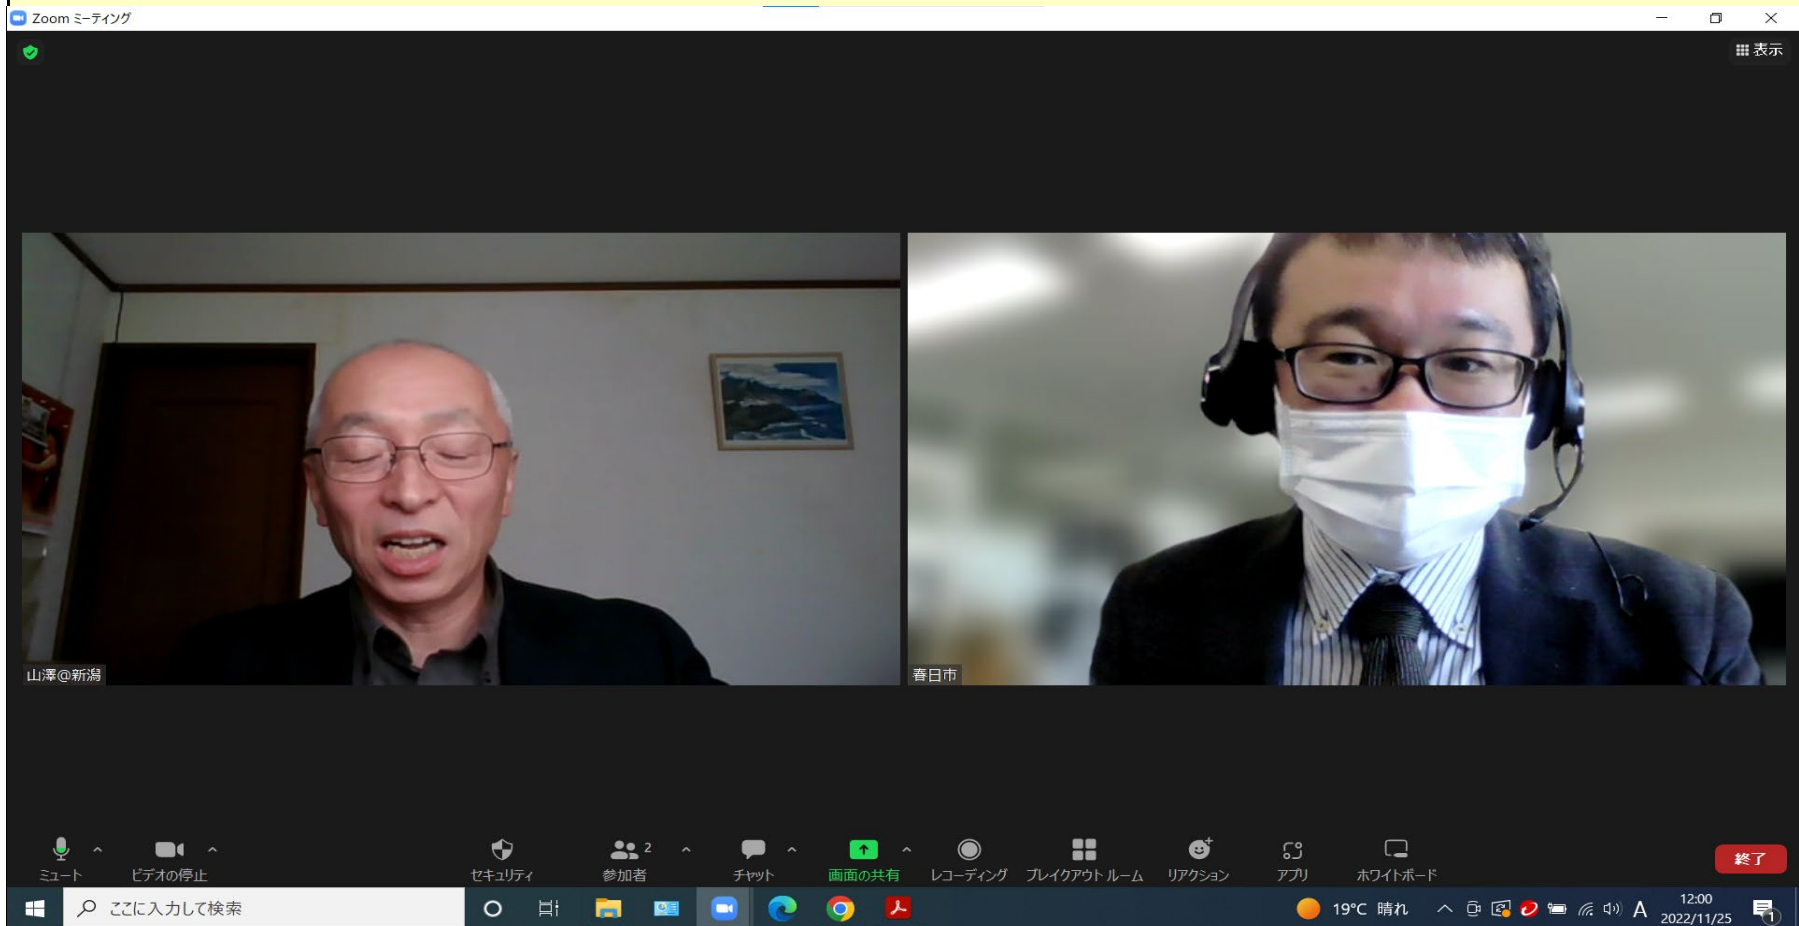 Zoom ミーティング
表示
山澤@新潟
春日市
ミュート
ビデオの停止
セキュリティ
2
参加者
チャット
画面の共有
レコーディング
ブレイクアウト ルーム
リアクション
アプリ
ホワイトボード
終了
ここに入力して検索
19°C 晴れ
A
12:00
2022/11/25
1